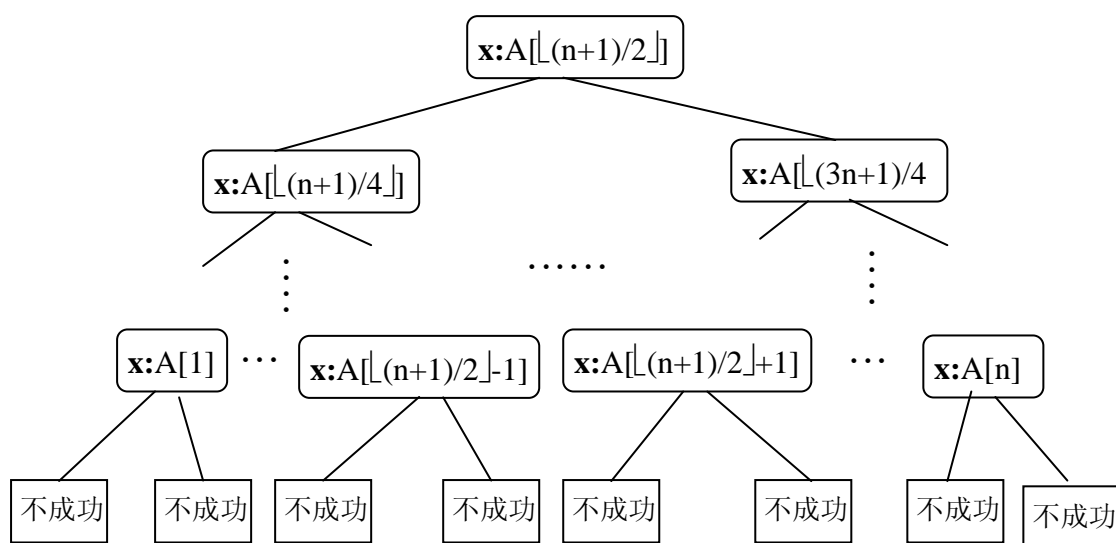 x:A[⌊(n+1)/2⌋]
x:A[⌊(n+1)/4⌋]
x:A[⌊(3n+1)/4
⋮ …… ⋮
x:A[1] … x:A[⌊(n+1)/2⌋-1] x:A[⌊(n+1)/2⌋+1] … x:A[n]
不成功 不成功 不成功 不成功 不成功 不成功 不成功 不成功